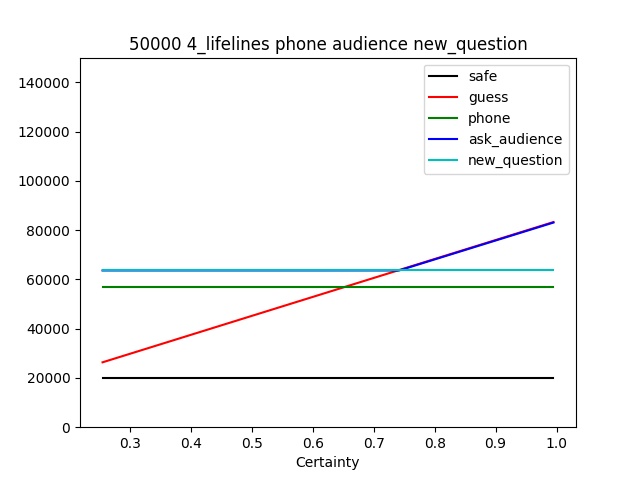 50000 4_lifelines phone audience new_question
safe
guess
phone
ask_audience
new_question
140000
120000
100000
80000
60000
40000
20000
0
0.3 0.4 0.5 0.6 0.7 0.8 0.9 1.0
Certainty